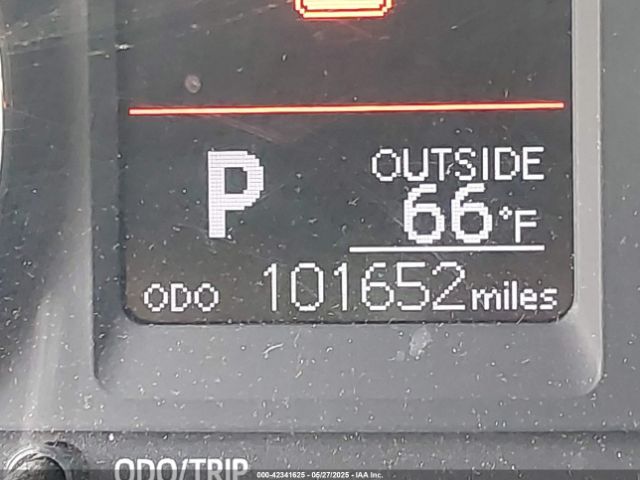 P
OUTSIDE
66°F
ODO 101652 miles
ODO/TRIP
000-42341625 - 06/27/2025 - IAA Inc.